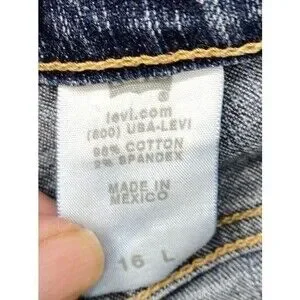 ®
levi.com
(800) USA-LEVI
98% COTTON
2% SPANDEX
MADE IN
MEXICO
16 L